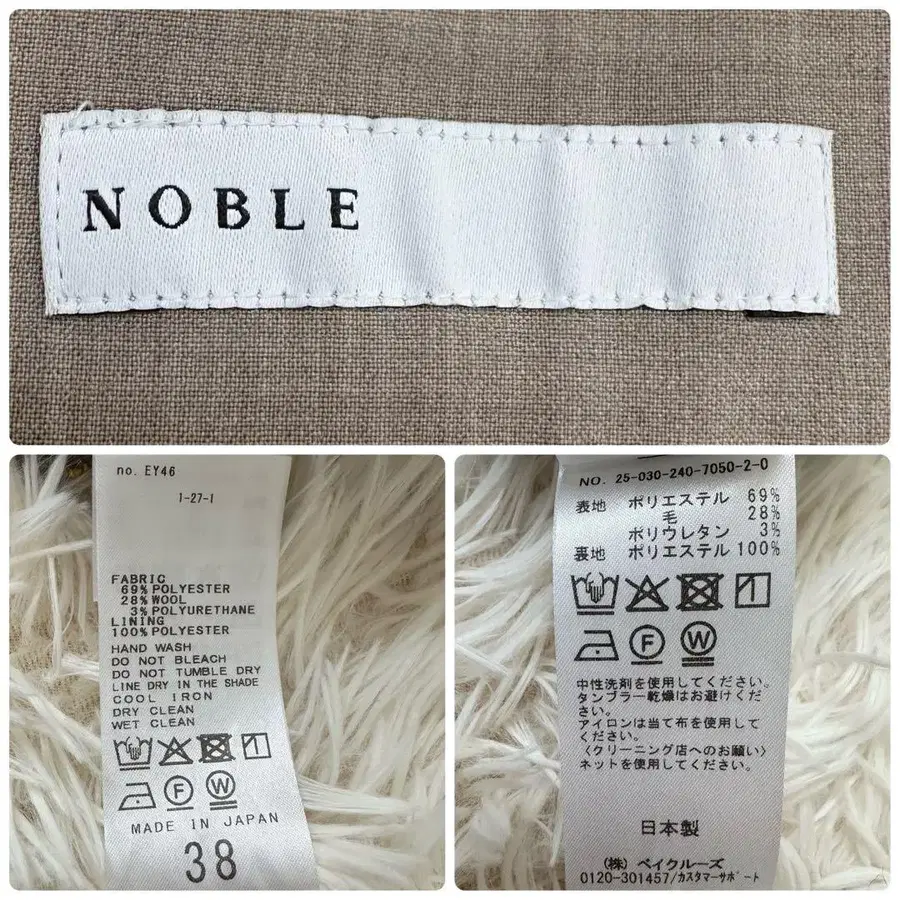 NOBLE
no. EY46
1-27-1
FABRIC
69% POLYESTER
28% WOOL
3% POLYURETHANE
LINING
100% POLYESTER
HAND WASH
DO NOT BLEACH
DO NOT TUMBLE DRY
LINE DRY IN THE SHADE
COOL IRON
DRY CLEAN
WET CLEAN
F W
MADE IN JAPAN
38
NO. 25-030-240-7050-2-0
表地 ポリエステル 69%
毛 28%
ポリウレタン 3%
裏地 ポリエステル 100%
F W
中性洗剤を使用してください。
タンブラー乾燥はお避けくだ
さい。
アイロンは当て布を使用して
ください。
〈クリーニング店へのお願い〉
ネットを使用してください。
日本製
(株) ベイクルーズ
0120-301457/カスタマーサポート